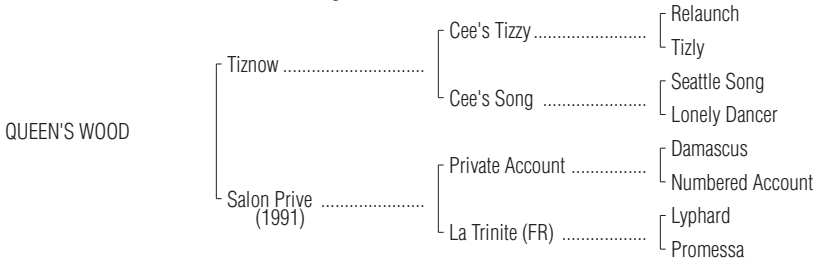 Relaunch
Cee's Tizzy ....................
Tizly
Tiznow .........................
Seattle Song
Cee's Song ...................
Lonely Dancer
QUEEN'S WOOD
Damascus
Private Account .............
Numbered Account
Salon Prive ..................
(1991)
Lyphard
La Trinite (FR) ...............
Promessa